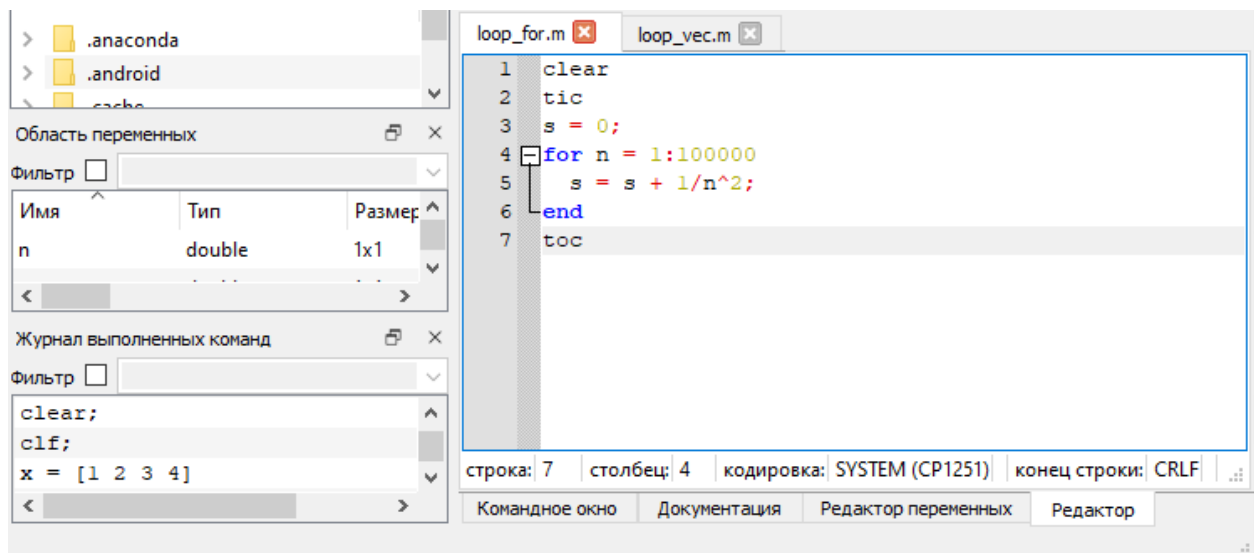 .anaconda
.android
.cache
Область переменных
Фильтр
Имя Тип Размер
n double 1x1
Журнал выполненных команд
Фильтр
clear;
clf;
x = [1 2 3 4]
loop_for.m loop_vec.m
1 clear
2 tic
3 s = 0;
4 for n = 1:100000
5 s = s + 1/n^2;
6 end
7 toc
строка: 7 столбец: 4 кодировка: SYSTEM (CP1251) конец строки: CRLF
Командное окно Документация Редактор переменных Редактор